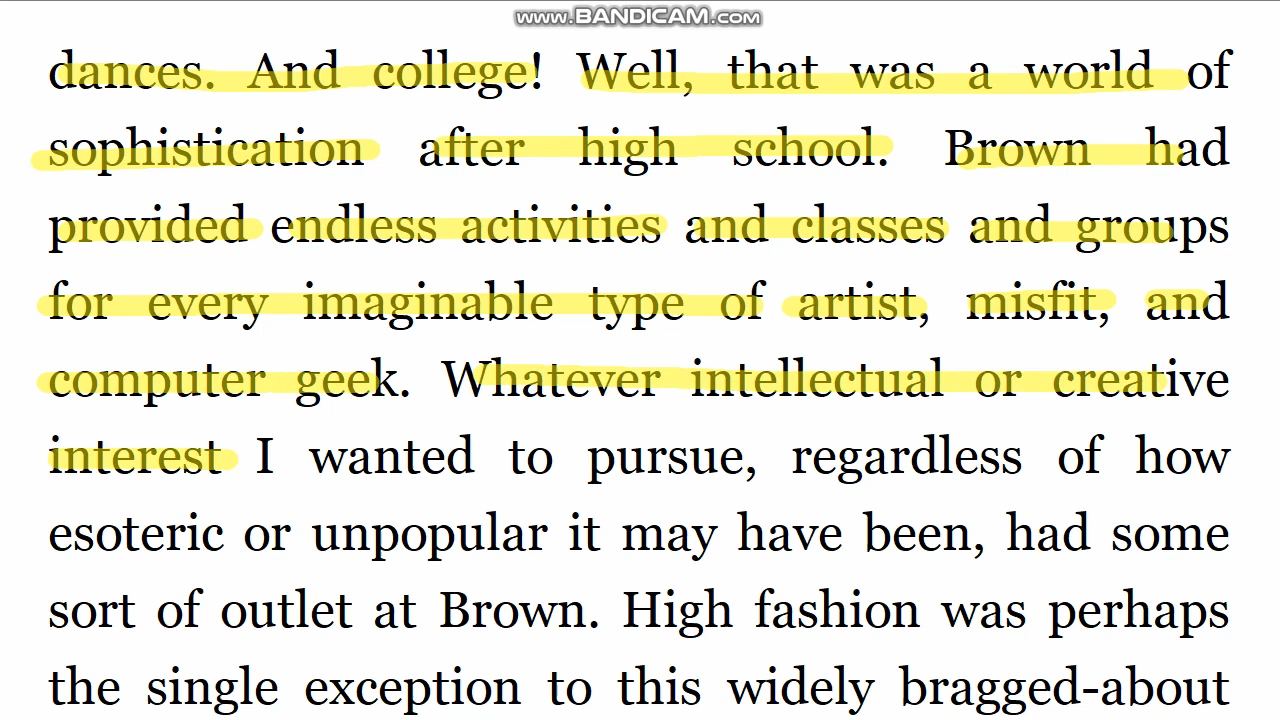 www.BANDICAM.com
dances. And college! Well, that was a world of
sophistication after high school. Brown had
provided endless activities and classes and groups
for every imaginable type of artist, misfit, and
computer geek. Whatever intellectual or creative
interest I wanted to pursue, regardless of how
esoteric or unpopular it may have been, had some
sort of outlet at Brown. High fashion was perhaps
the single exception to this widely bragged-about